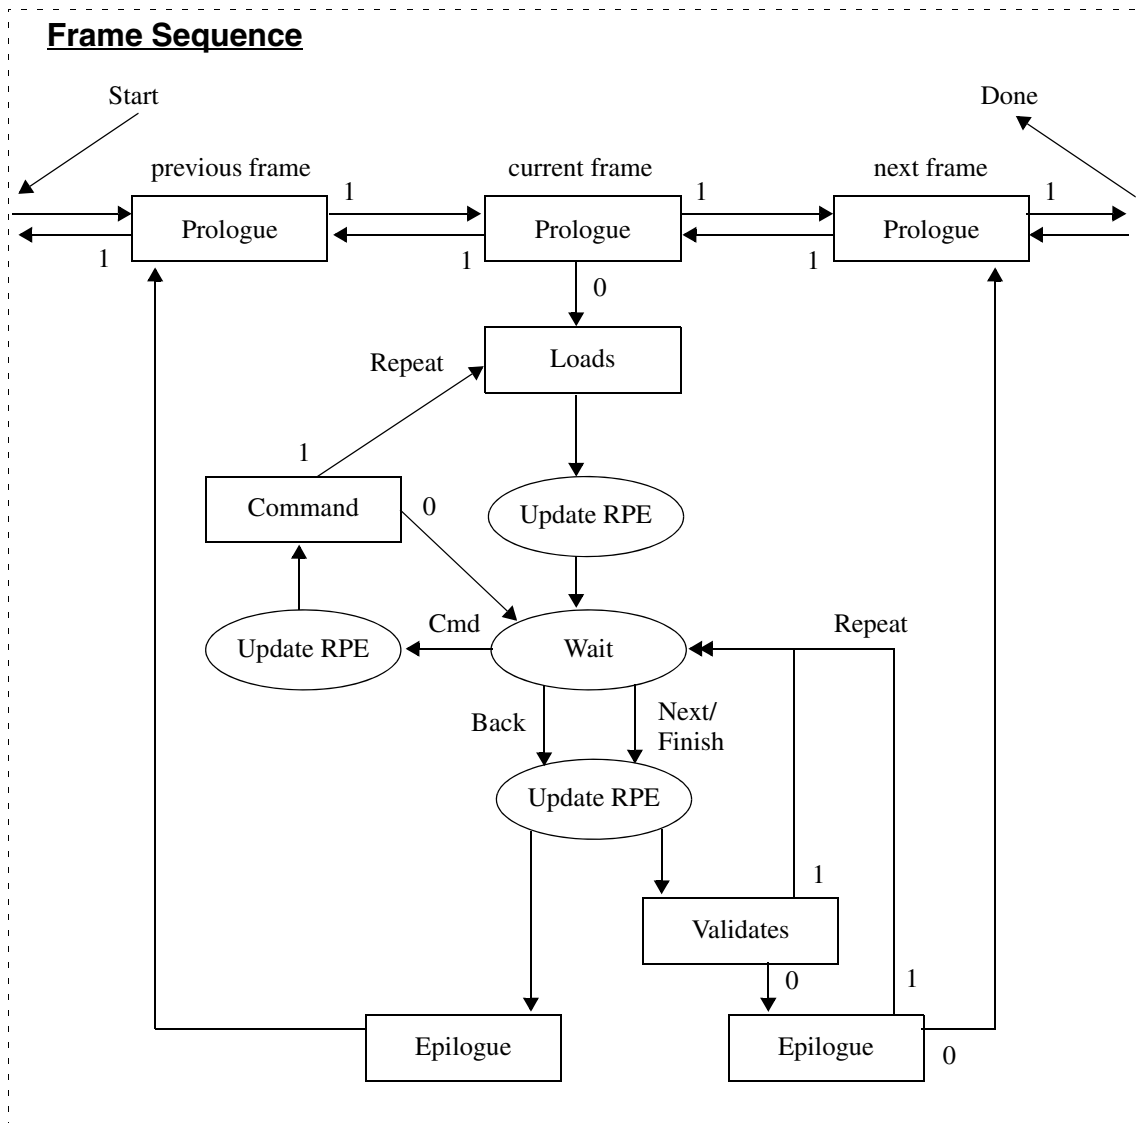 Frame Sequence
Start
Done
previous frame
current frame
next frame
1
1
1
Prologue
Prologue
Prologue
1
1
1
0
Loads
Repeat
1
Command
0
Update RPE
Cmd
Repeat
Update RPE
Wait
Back
Next/
Finish
Update RPE
1
Validates
0
1
Epilogue
Epilogue
0